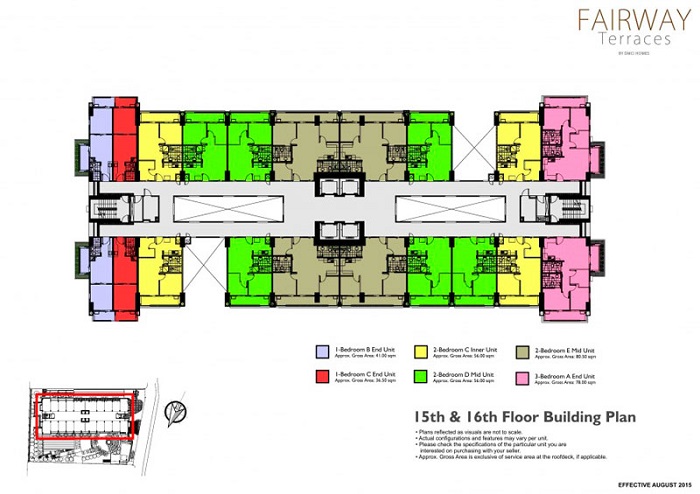 FAIRWAY
Terraces
BY DMCI HOMES
1-Bedroom B End Unit
Approx. Gross Area: 41.00 sqm
2-Bedroom C Inner Unit
Approx. Gross Area: 56.00 sqm
2-Bedroom E Mid Unit
Approx. Gross Area: 80.50 sqm
1-Bedroom C End Unit
Approx. Gross Area: 36.50 sqm
2-Bedroom D Mid Unit
Approx. Gross Area: 56.00 sqm
3-Bedroom A End Unit
Approx. Gross Area: 78.00 sqm
15th & 16th Floor Building Plan
• Plans reflected as visuals are not to scale.
• Actual configurations and features may vary per unit.
• Please check the specifications of the particular unit you are
interested on purchasing with your seller.
• Approx. Gross Area is exclusive of service area at the roofdeck, if applicable.
EFFECTIVE AUGUST 2015